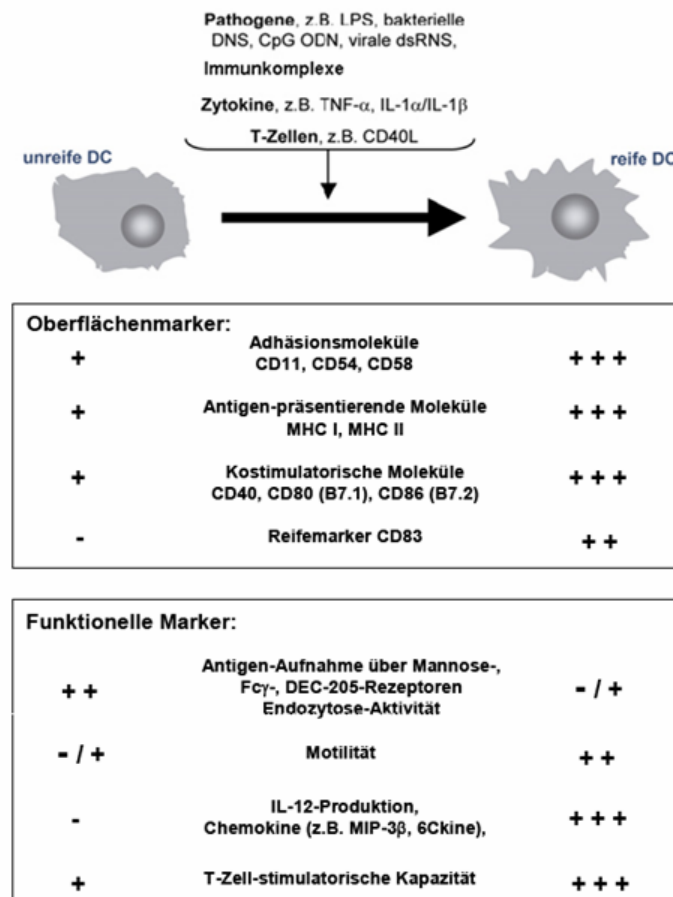 Pathogene, z.B. LPS, bakterielle
DNS, CpG ODN, virale dsRNS,
Immunkomplexe
Zytokine, z.B. TNF-α, IL-1α/IL-1β
T-Zellen, z.B. CD40L
unreife DC
reife DC
Oberflächenmarker:
Adhäsionsmoleküle
+ CD11, CD54, CD58 + + +
+ Antigen-präsentierende Moleküle + + +
MHC I, MHC II
+ Kostimulatorische Moleküle + + +
CD40, CD80 (B7.1), CD86 (B7.2)
- Reifemarker CD83 + +
Funktionelle Marker:
Antigen-Aufnahme über Mannose-,
+ + Fcγ-, DEC-205-Rezeptoren - / +
Endozytose-Aktivität
- / + Motilität + +
IL-12-Produktion,
- Chemokine (z.B. MIP-3β, 6Ckine), + + +
+ T-Zell-stimulatorische Kapazität + + +